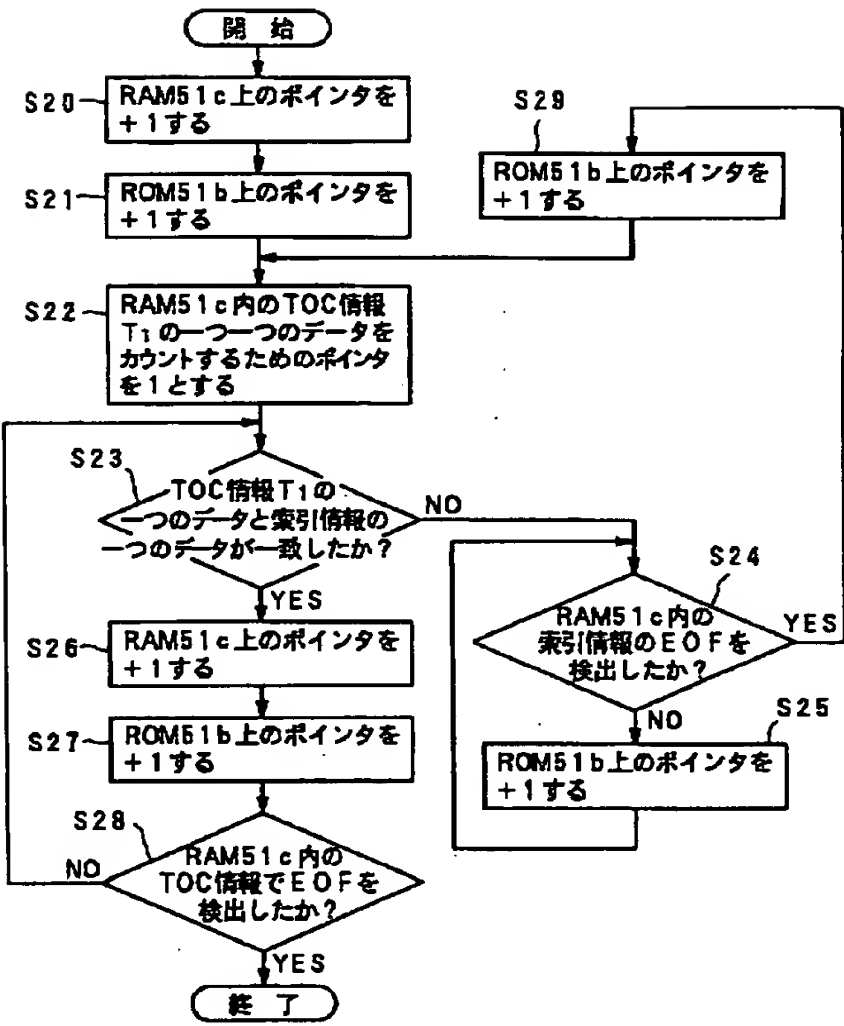 開 始
S20
RAM51c上のポインタを
+1する
S21
ROM51b上のポインタを
+1する
S29
ROM51b上のポインタを
+1する
S22
RAM51c内のTOC情報
T1の一つ一つのデータを
カウントするためのポインタ
を1とする
S23
TOC情報T1の
一つのデータと索引情報の
一つのデータが一致したか?
NO
YES
S24
RAM51c内の
索引情報のEOFを
検出したか?
YES
NO
S25
ROM51b上のポインタを
+1する
S26
RAM51c上のポインタを
+1する
S27
ROM51b上のポインタを
+1する
S28
RAM51c内の
TOC情報でEOFを
検出したか?
NO
YES
終 了